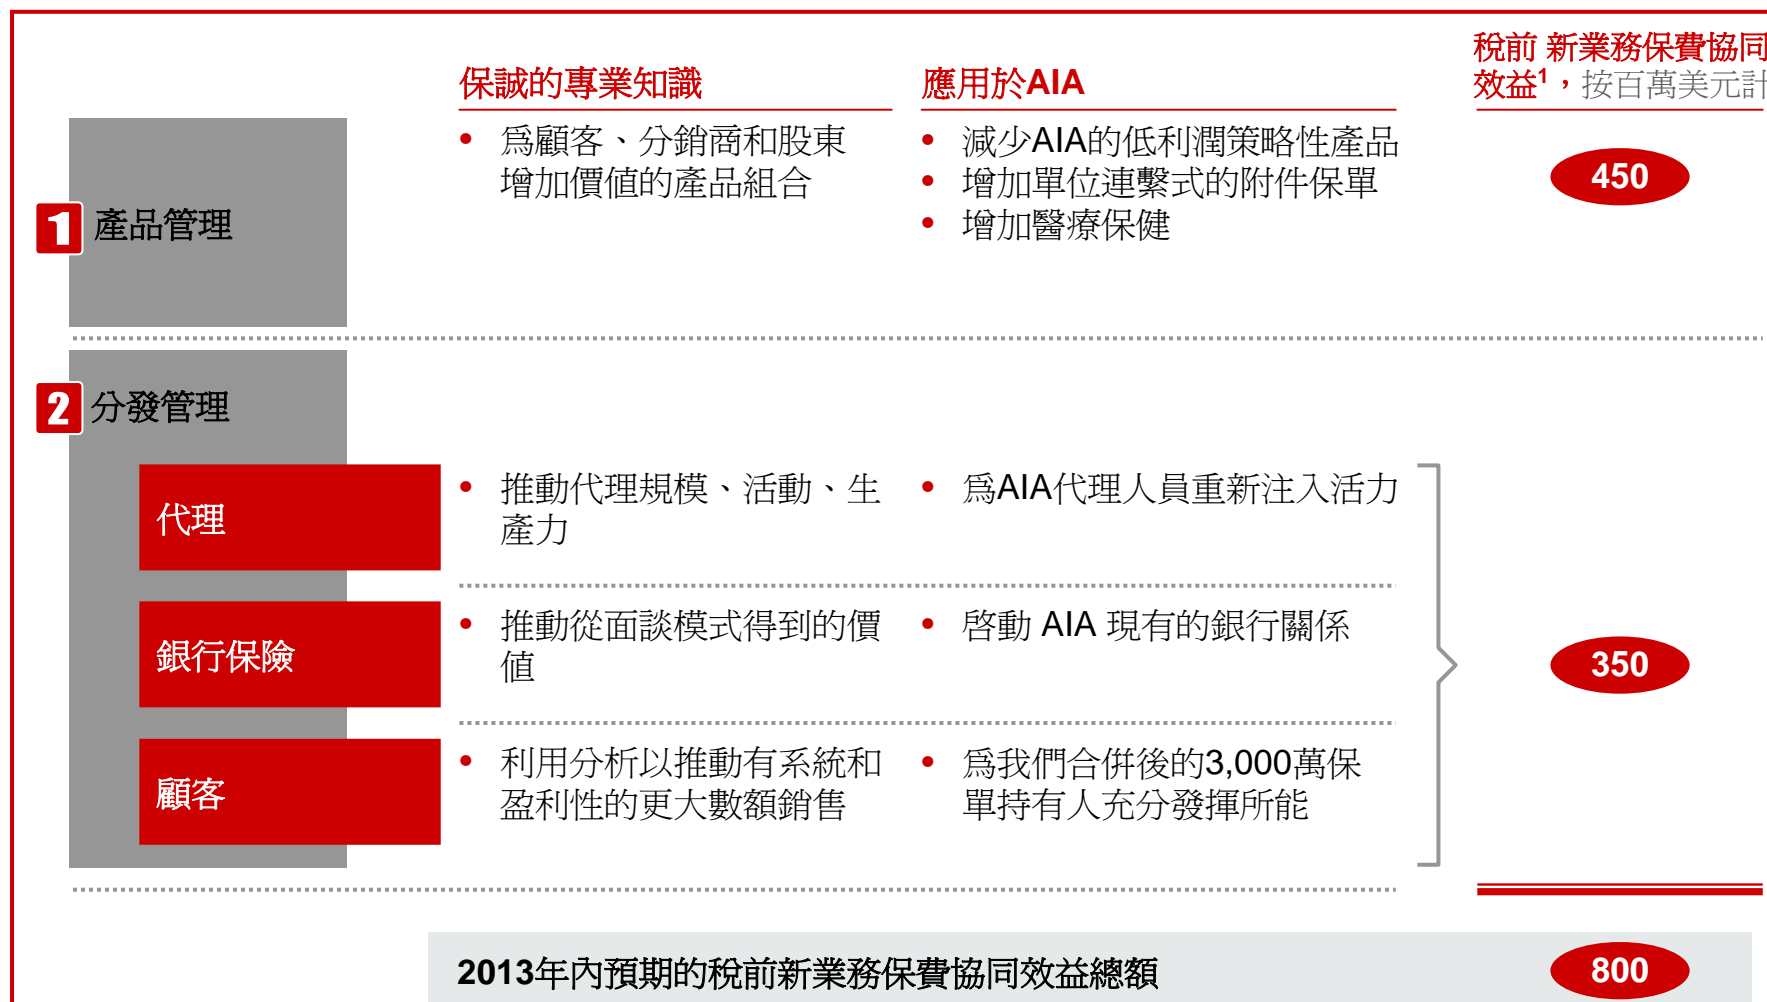 稅前 新業務保費協同
效益1，按百萬美元計
保誠的專業知識
應用於AIA
1 產品管理
• 爲顧客、分銷商和股東
增加價值的產品組合
• 減少AIA的低利潤策略性產品
• 增加單位連繫式的附件保單
• 增加醫療保健
450
2 分發管理
代理
• 推動代理規模、活動、生
產力
• 爲AIA代理人員重新注入活力
銀行保險
• 推動從面談模式得到的價
值
• 啓動 AIA 現有的銀行關係
350
顧客
• 利用分析以推動有系統和
盈利性的更大數額銷售
• 爲我們合併後的3,000萬保
單持有人充分發揮所能
2013年內預期的稅前新業務保費協同效益總額
800